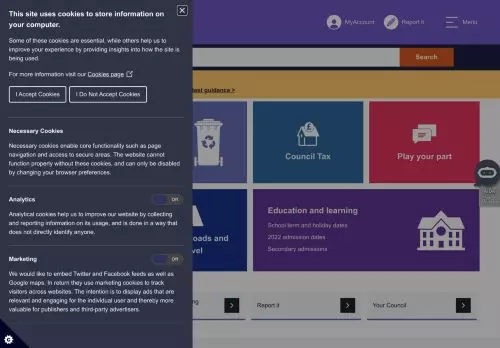 This site uses cookies to store information on
your computer.
Some of these cookies are essential, while others help us to
improve your experience by providing insights into how the site is
being used.
For more information visit our Cookies page
I Accept Cookies
I Do Not Accept Cookies
Necessary Cookies
Necessary cookies enable core functionality such as page
navigation and access to secure areas. The website cannot
function properly without these cookies, and can only be disabled
by changing your browser preferences.
Analytics
Off
Analytical cookies help us to improve our website by collecting
and reporting information on its usage, and is done in a way that
does not directly identify anyone.
Marketing
Off
We would like to embed Twitter and Facebook feeds as well as
Google maps. In return they use marketing cookies to track
visitors across websites. The intention is to display ads that are
relevant and engaging for the individual user and thereby more
valuable for publishers and third-party advertisers.
MyAccount
Report it
Menu
Search
test guidance >
Council Tax
Play your part
oads and
vel
Education and learning
School term and holiday dates
2022 admission dates
Secondary admissions
ng
Report it
Your Council